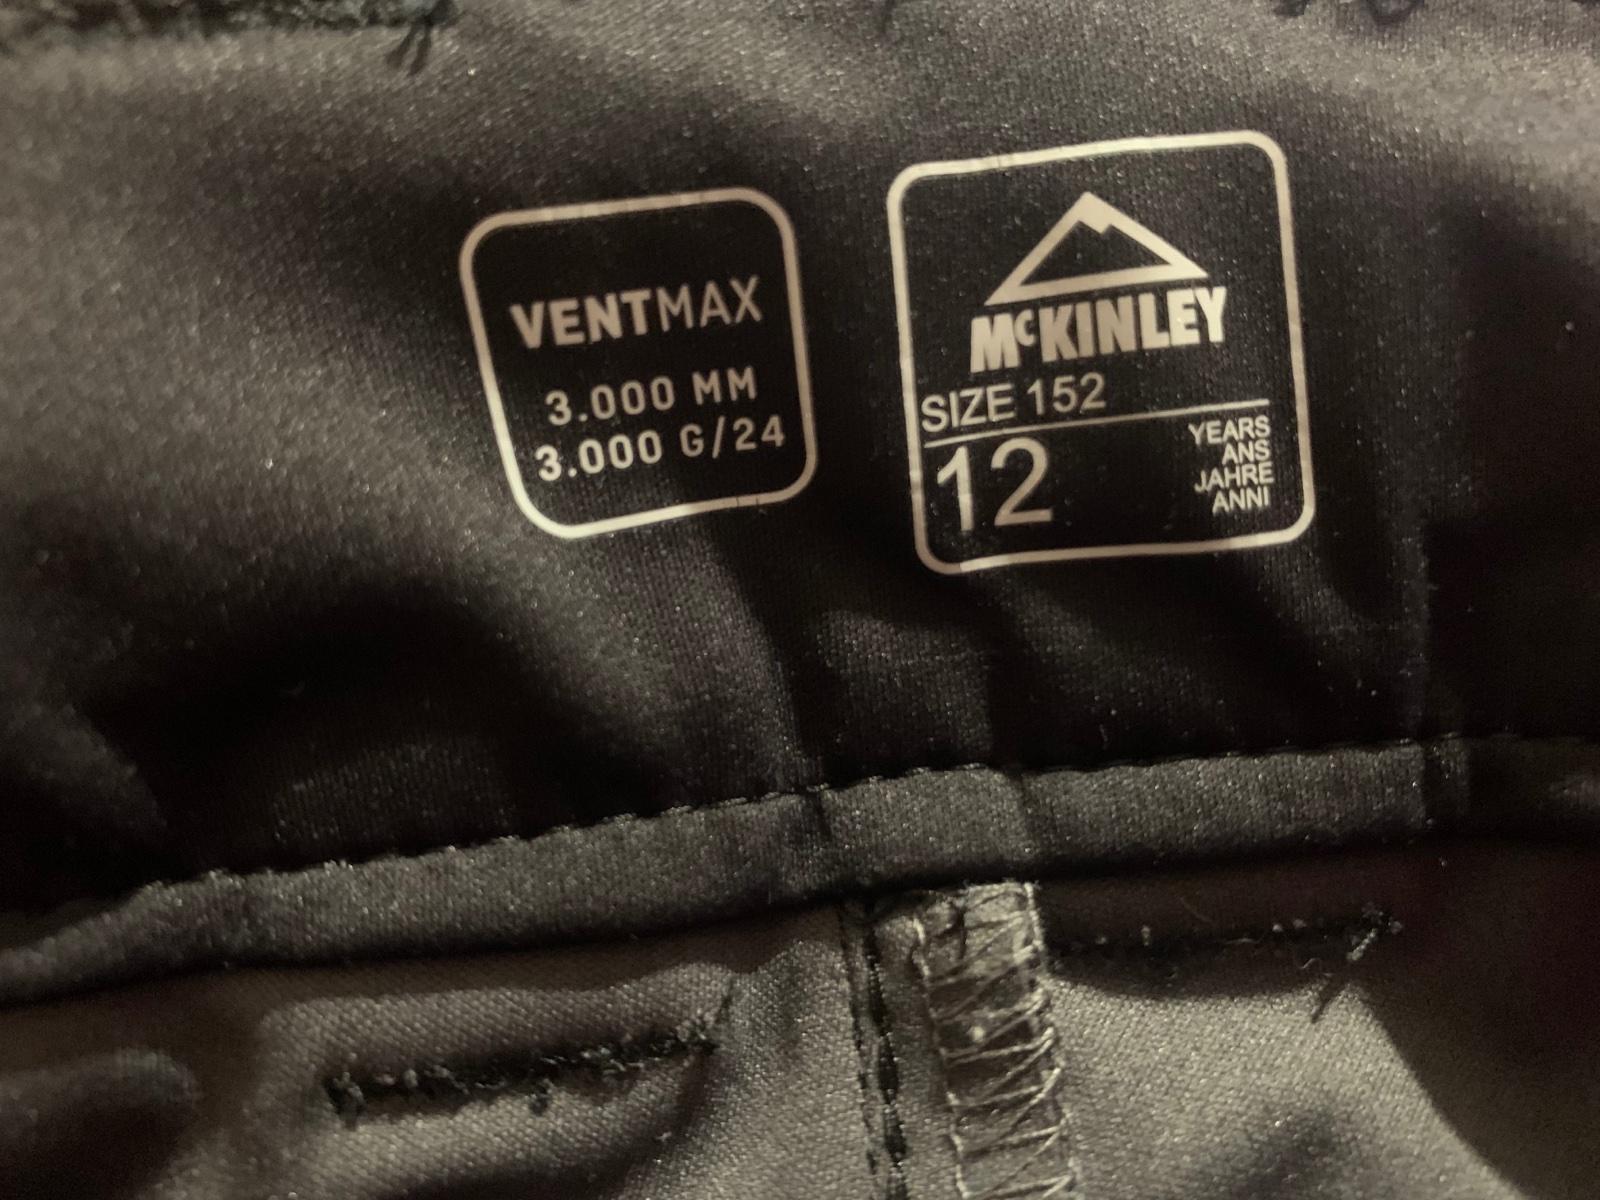 VENTMAX
3.000 MM
3.000 G/24
McKINLEY
SIZE 152
12
YEARS
ANS
JAHRE
ANNI